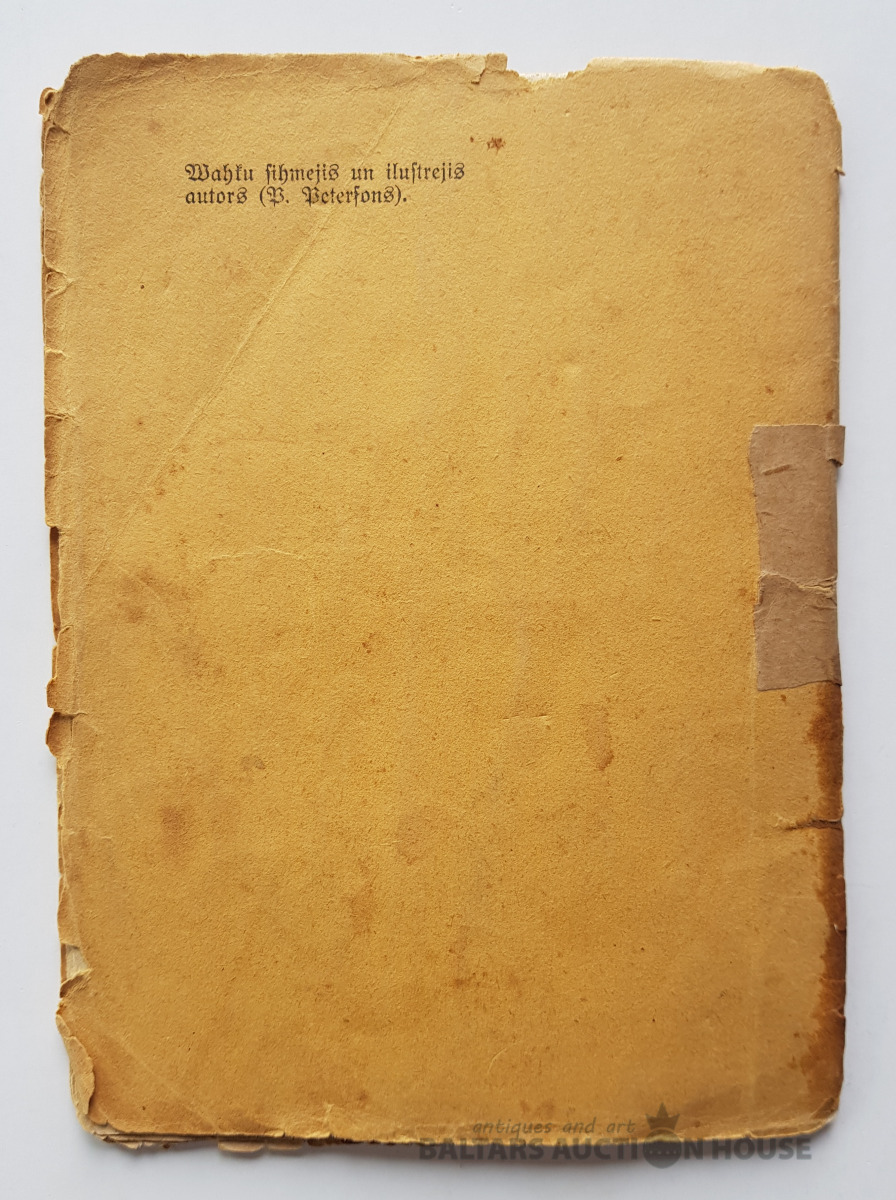 Wahku sihmejis un ilustrejis
autors (P. Petersons).
antiques and art
BALTARS AUCTION HOUSE